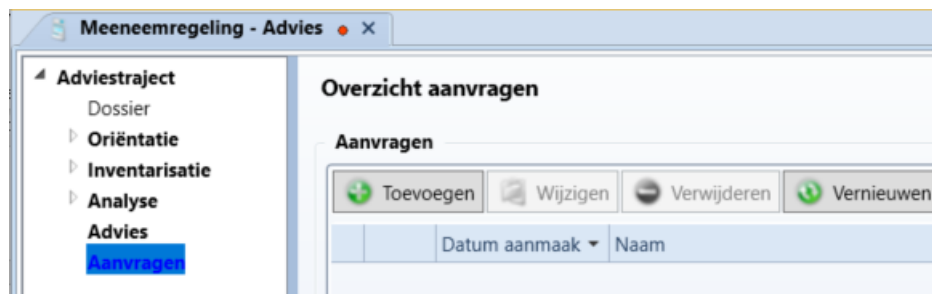 Meeneemregeling - Advies
Adviestraject
Dossier
Oriëntatie
Inventarisatie
Analyse
Advies
Aanvragen
Overzicht aanvragen
Aanvragen
Toevoegen Wijzigen Verwijderen Vernieuwen
Datum aanmaak Naam